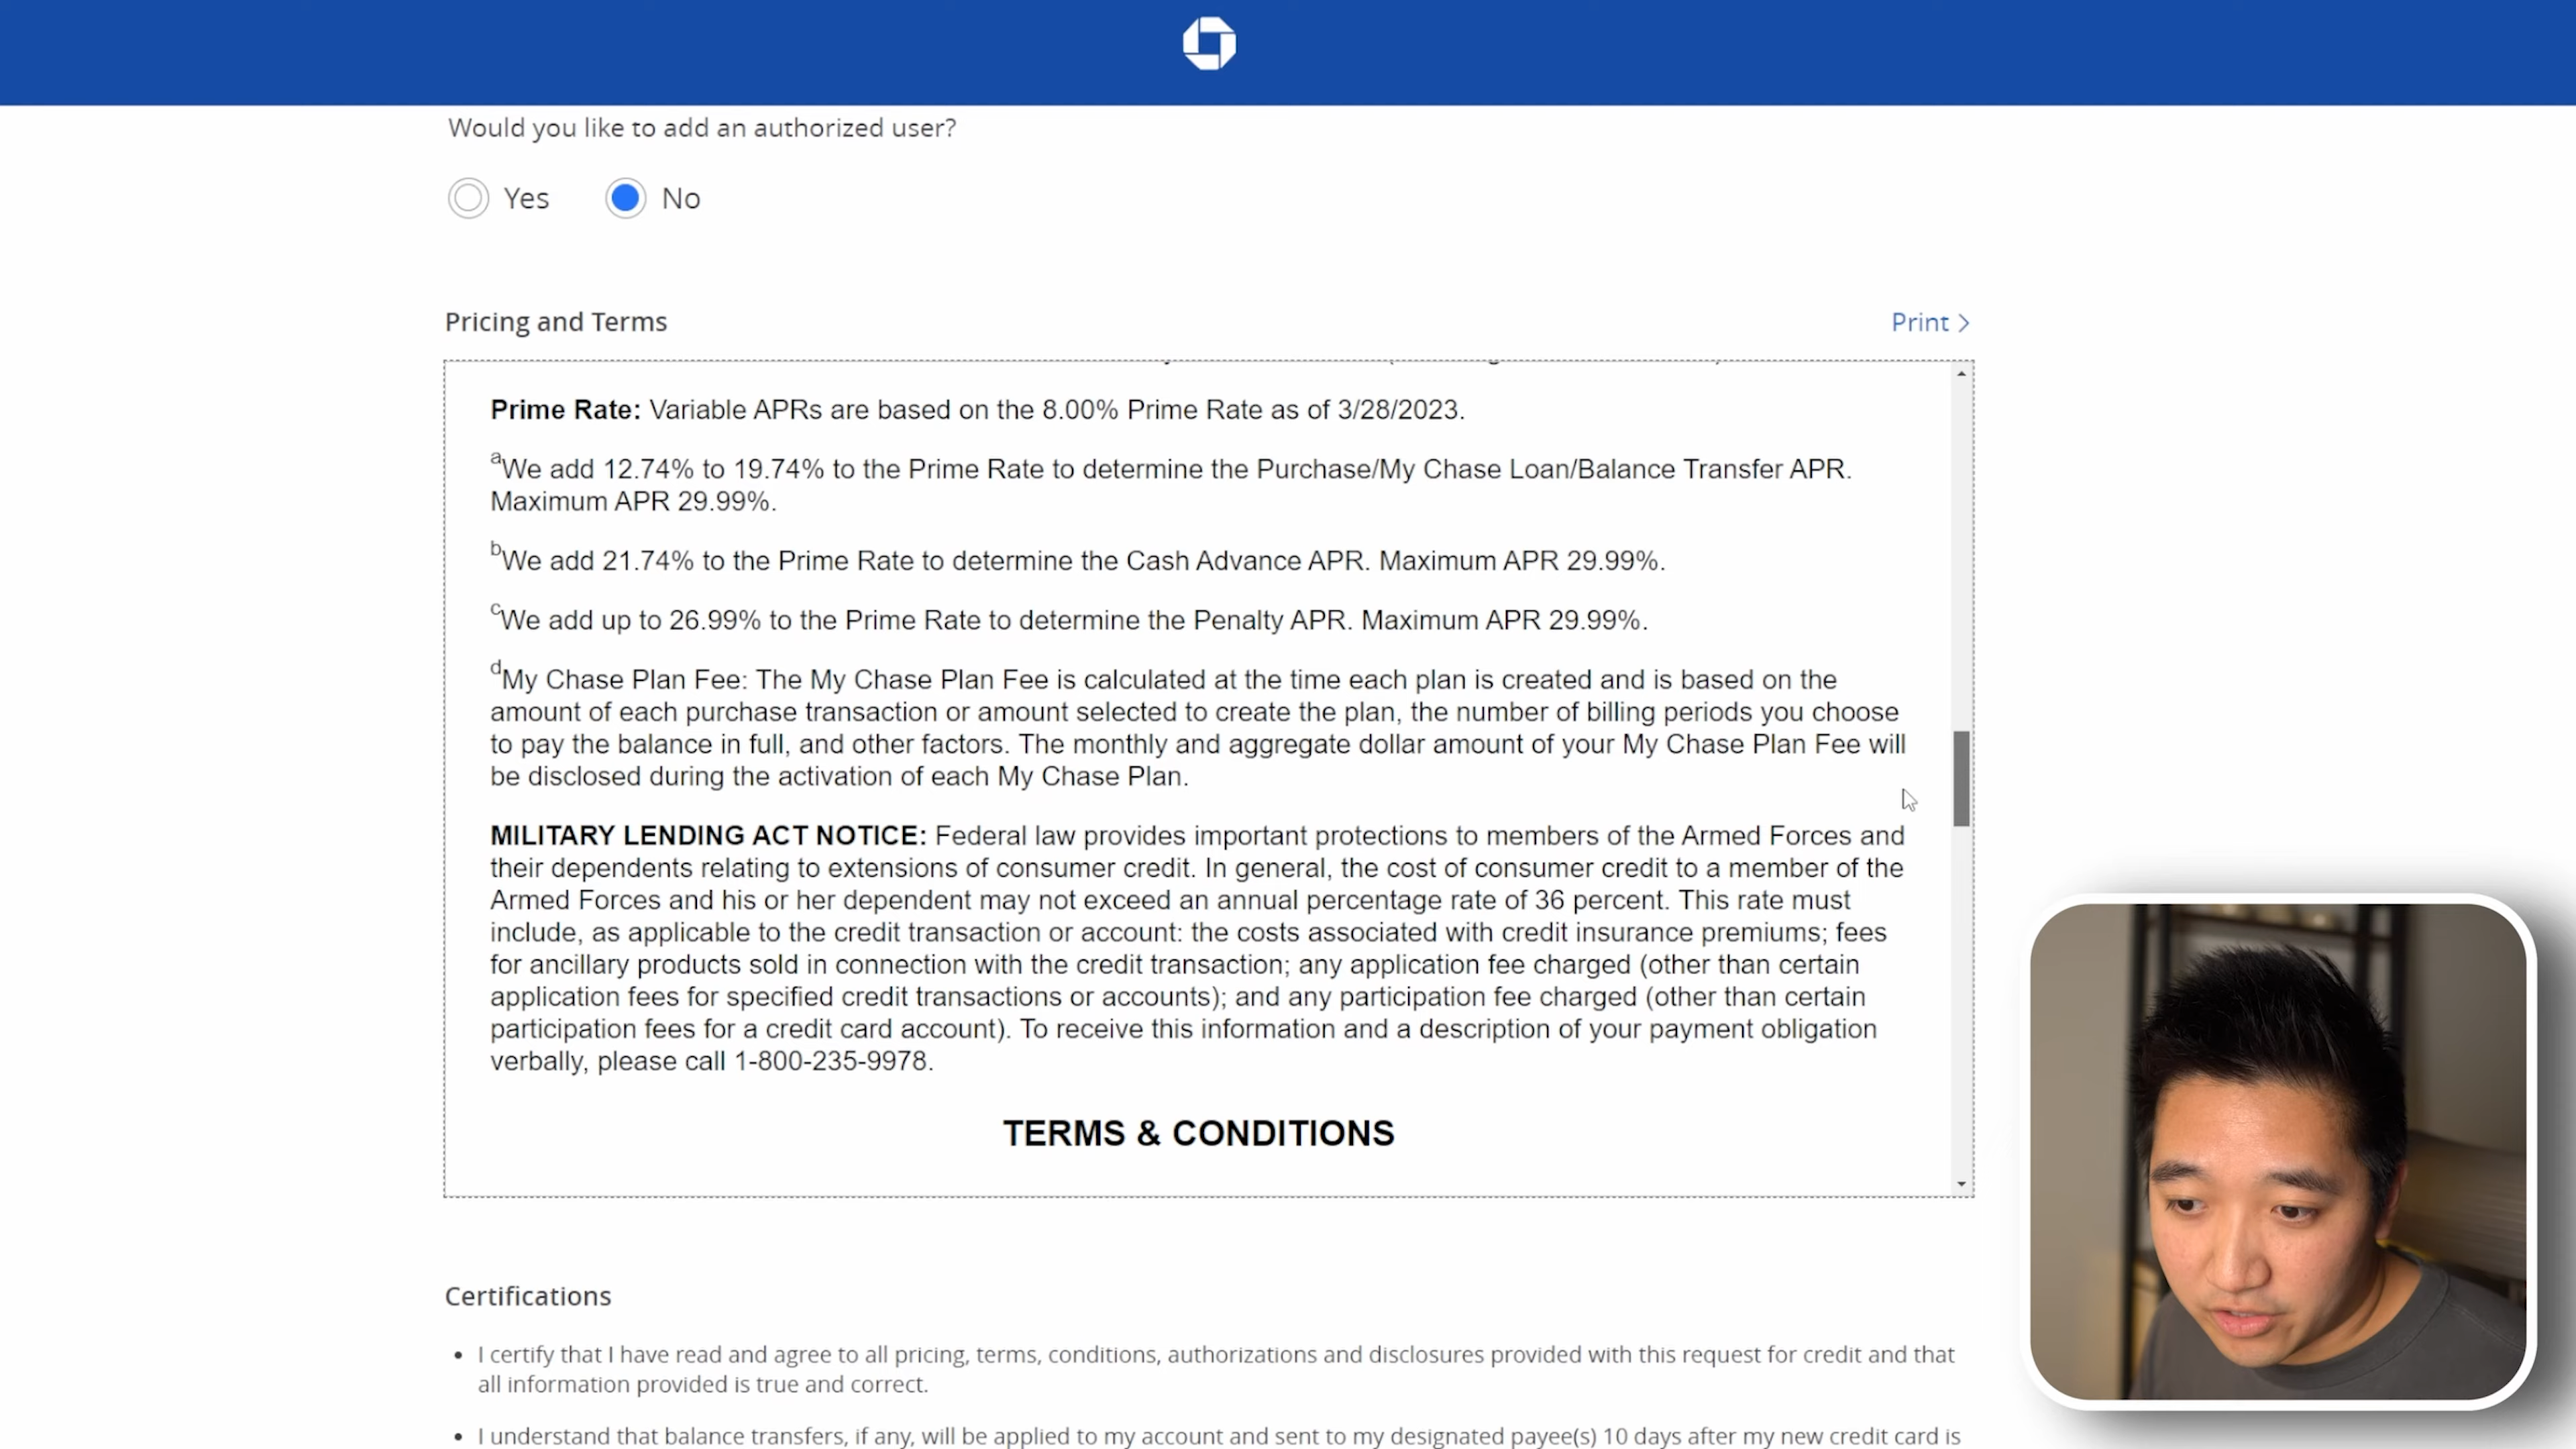 Would you like to add an authorized user?
Yes No
Pricing and Terms Print >
Prime Rate: Variable APRs are based on the 8.00% Prime Rate as of 3/28/2023.
aWe add 12.74% to 19.74% to the Prime Rate to determine the Purchase/My Chase Loan/Balance Transfer APR.
Maximum APR 29.99%.
bWe add 21.74% to the Prime Rate to determine the Cash Advance APR. Maximum APR 29.99%.
cWe add up to 26.99% to the Prime Rate to determine the Penalty APR. Maximum APR 29.99%.
dMy Chase Plan Fee: The My Chase Plan Fee is calculated at the time each plan is created and is based on the
amount of each purchase transaction or amount selected to create the plan, the number of billing periods you choose
to pay the balance in full, and other factors. The monthly and aggregate dollar amount of your My Chase Plan Fee will
be disclosed during the activation of each My Chase Plan.
MILITARY LENDING ACT NOTICE: Federal law provides important protections to members of the Armed Forces and
their dependents relating to extensions of consumer credit. In general, the cost of consumer credit to a member of the
Armed Forces and his or her dependent may not exceed an annual percentage rate of 36 percent. This rate must
include, as applicable to the credit transaction or account: the costs associated with credit insurance premiums; fees
for ancillary products sold in connection with the credit transaction; any application fee charged (other than certain
application fees for specified credit transactions or accounts); and any participation fee charged (other than certain
participation fees for a credit card account). To receive this information and a description of your payment obligation
verbally, please call 1-800-235-9978.
TERMS & CONDITIONS
Certifications
• I certify that I have read and agree to all pricing, terms, conditions, authorizations and disclosures provided with this request for credit and that
all information provided is true and correct.
• I understand that balance transfers, if any, will be applied to my account and sent to my designated payee(s) 10 days after my new credit card is